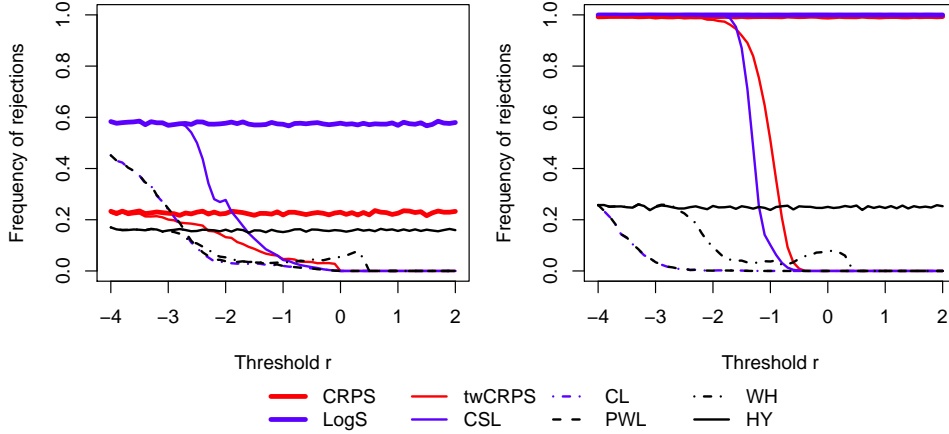 Frequency of rejections
1.0
0.8
0.6
0.4
0.2
0.0
−4 −3 −2 −1 0 1 2
Threshold r
Frequency of rejections
1.0
0.8
0.6
0.4
0.2
0.0
−4 −3 −2 −1 0 1 2
Threshold r
CRPS twCRPS CL WH
LogS CSL PWL HY